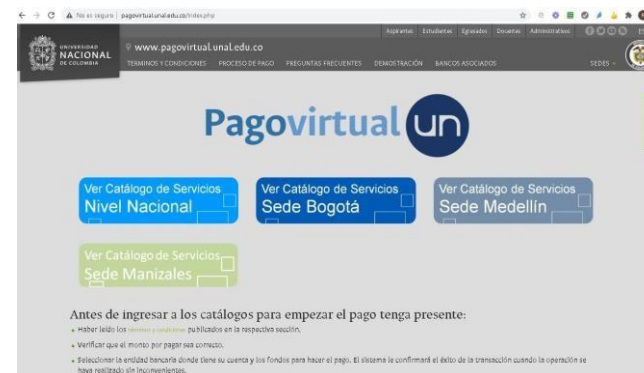 No es seguro | pagovirtual.unal.edu.co/index.php
Aspirantes Estudiantes Egresados Docentes Administrativos
UNIVERSIDAD
NACIONAL
DE COLOMBIA
www.pagovirtual.unal.edu.co
TERMINOS Y CONDICIONES PROCESO DE PAGO PREGUNTAS FRECUENTES DEMOSTRACIÓN BANCOS ASOCIADOS SEDES
Pagovirtual un
Ver Catálogo de Servicios
Nivel Nacional
Ver Catálogo de Servicios
Sede Bogotá
Ver Catálogo de Servicios
Sede Medellín
Ver Catálogo de Servicios
Sede Manizales
Antes de ingresar a los catálogos para empezar el pago tenga presente:
Haber leído los términos y condiciones publicados en la respectiva sección.
Verificar que el monto por pagar sea correcto.
Seleccionar la entidad bancaria donde tiene su cuenta y los fondos para hacer el pago. El sistema le confirmará el éxito de la transacción cuando la operación se
haya realizado sin inconvenientes.